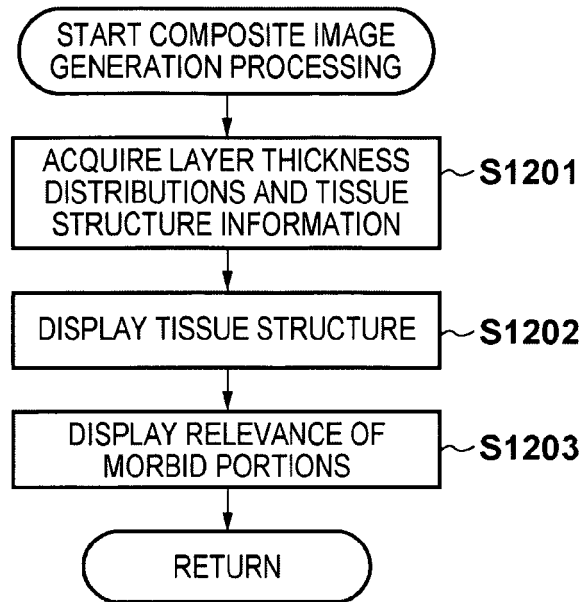 START COMPOSITE IMAGE
GENERATION PROCESSING
ACQUIRE LAYER THICKNESS
DISTRIBUTIONS AND TISSUE
STRUCTURE INFORMATION
S1201
DISPLAY TISSUE STRUCTURE
S1202
DISPLAY RELEVANCE OF
MORBID PORTIONS
S1203
RETURN